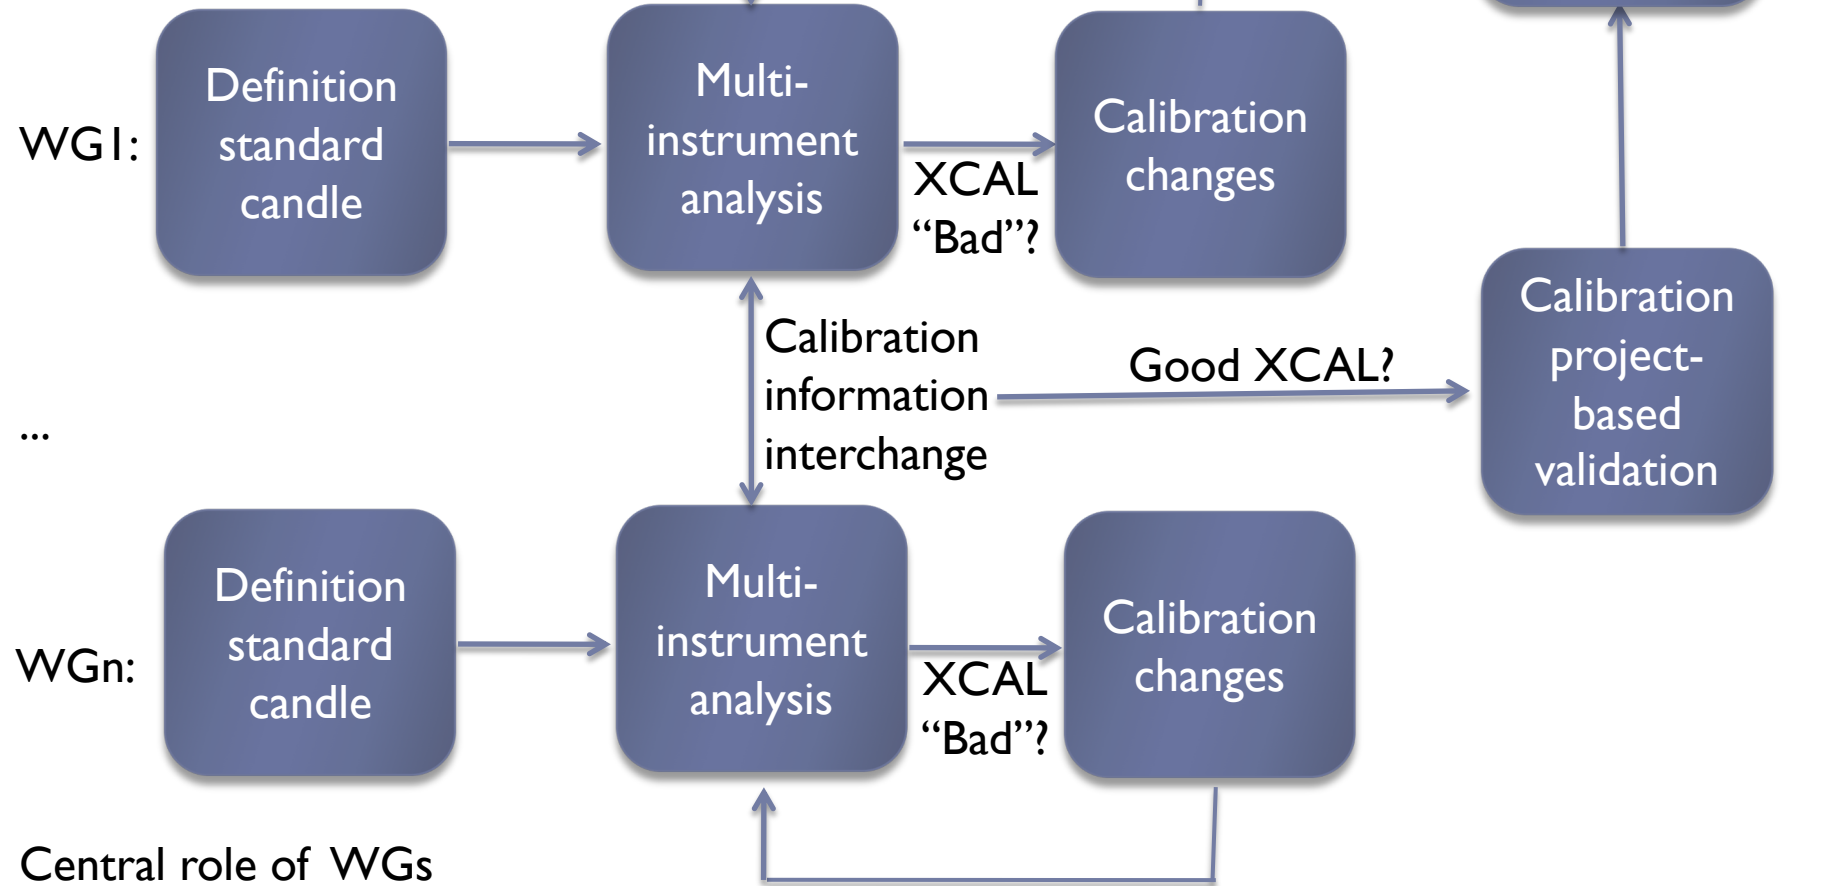 WG1:
Definition
standard
candle
Multi-
instrument
analysis
XCAL
“Bad”?
Calibration
changes
Calibration
information
interchange
Good XCAL?
Calibration
project-
based
validation
...
WGn:
Definition
standard
candle
Multi-
instrument
analysis
XCAL
“Bad”?
Calibration
changes
Central role of WGs